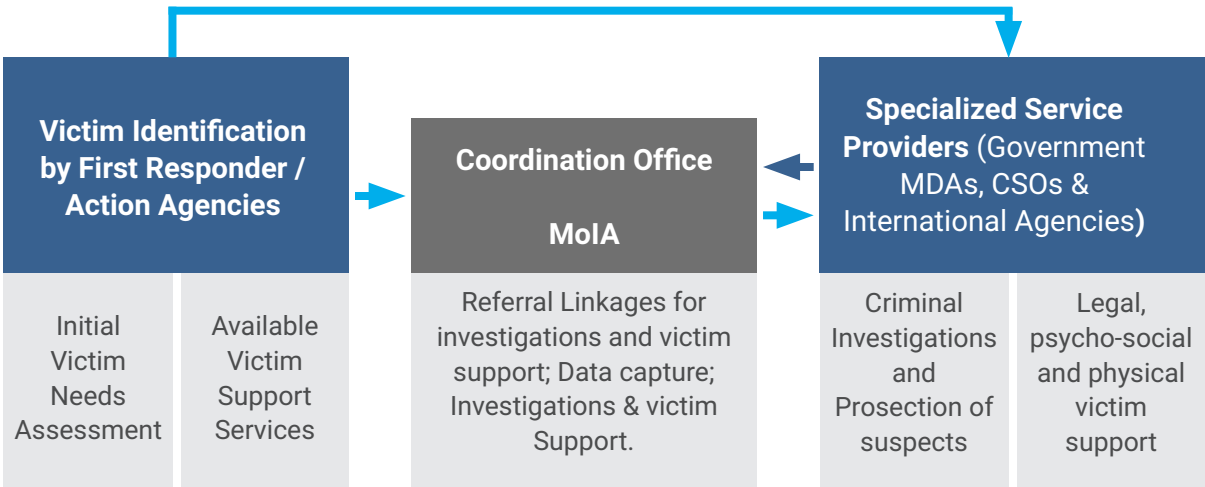 Victim Identification
by First Responder /
Action Agencies
Initial
Victim
Needs
Assessment
Available
Victim
Support
Services
Coordination Office
MoIA
Referral Linkages for
investigations and victim
support; Data capture;
Investigations & victim
Support.
Specialized Service
Providers (Government
MDAs, CSOs &
International Agencies)
Criminal
Investigations
and
Prosection of
suspects
Legal,
psycho-social
and physical
victim
support